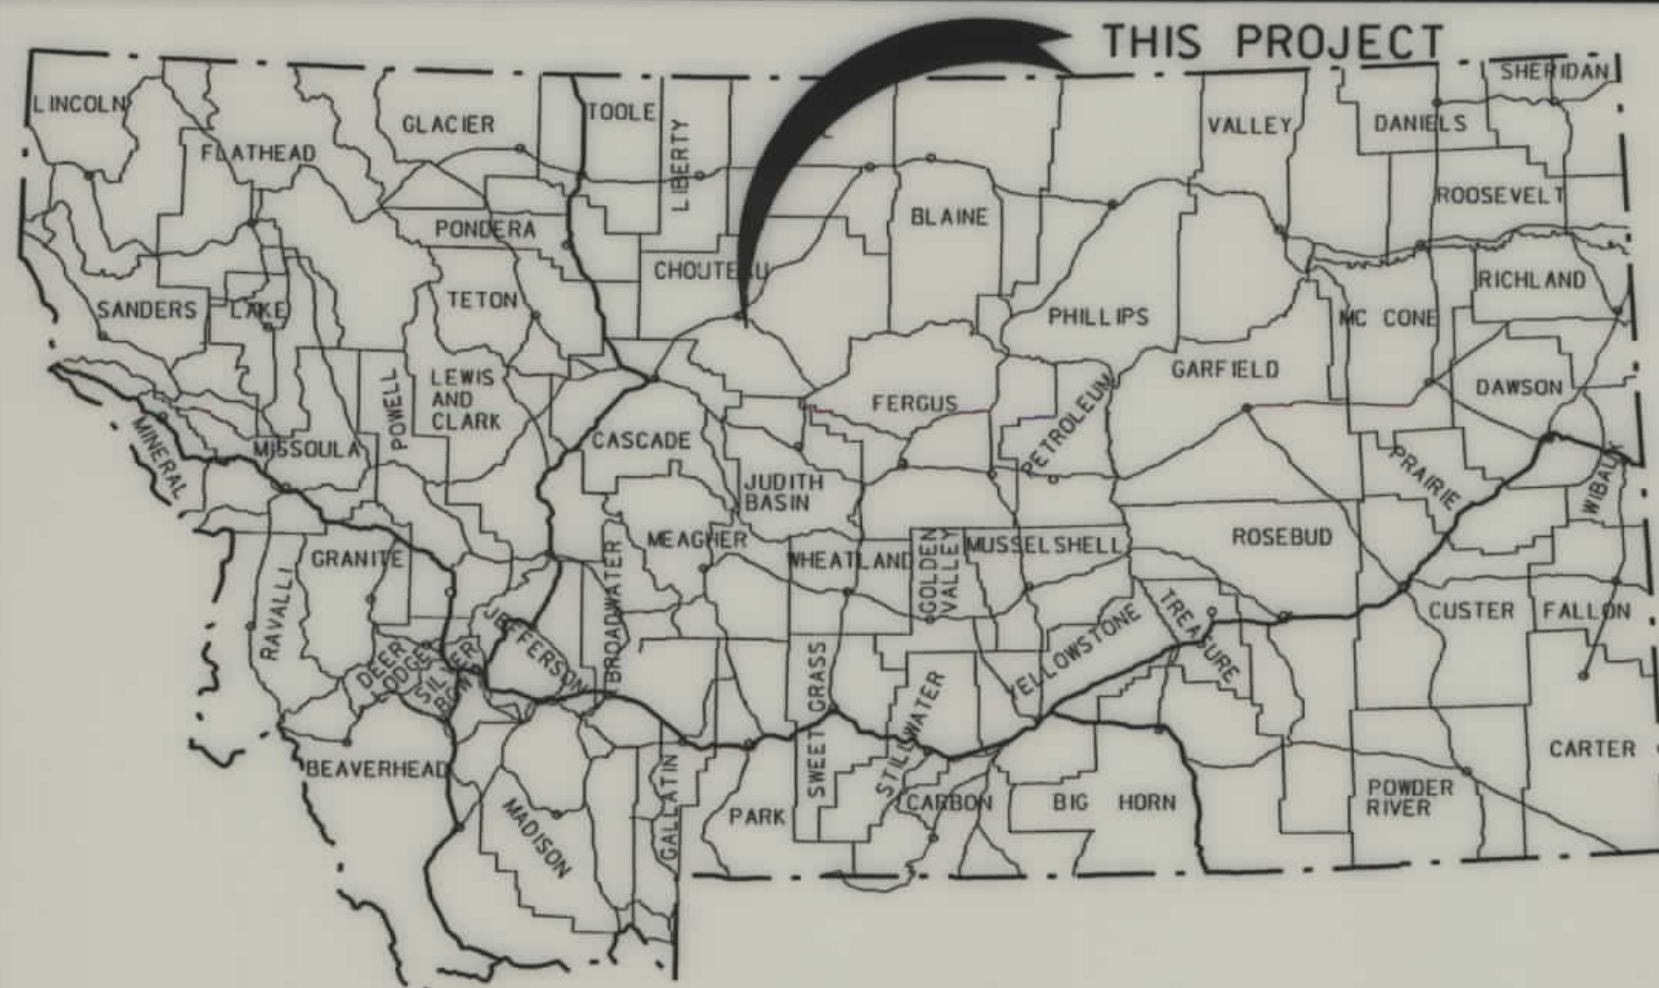 THIS PROJECT
SHERIDAN
LINCOLN
GLACIER
TOOLE
LIBERTY
VALLEY
DANIELS
FLATHEAD
ROOSEVELT
PONDERA
BLAINE
CHOUTEAU
RICHLAND
SANDERS
LAKE
TETON
PHILLIPS
MC CONE
POWELL
LEWIS
AND
CLARK
FERGUS
PETROLEUM
GARFIELD
DAWSON
MINERAL
MISSOULA
CASCADE
JUDITH
BASIN
PRAIRIE
WIBAUX
GRANITE
MEAGHER
WHEATLAND
GOLDEN
VALLEY
MUSSELSHELL
ROSEBUD
RAVALLI
DEER
LODGE
SILVER
BOW
JEFFERSON
BROADWATER
SWEET GRASS
STILLWATER
YELLOWSTONE
TREASURE
CUSTER
FALLON
BEAVERHEAD
MADISON
GALLATIN
PARK
CARBON
BIG HORN
POWDER
RIVER
CARTER